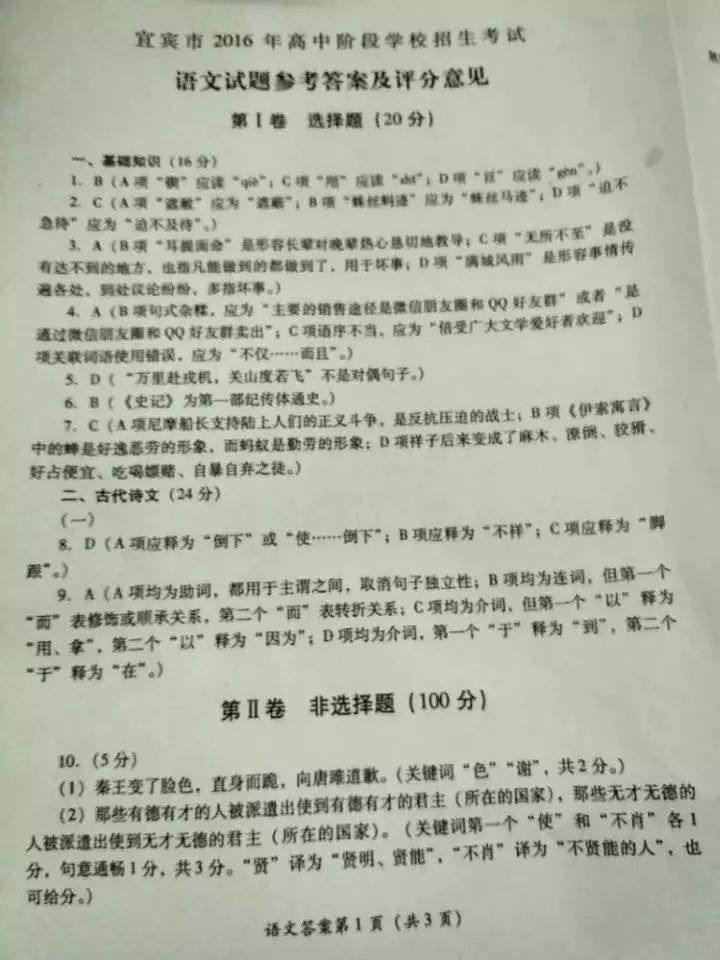 宜宾市 2016 年高中阶段学校招生考试
语文试题参考答案及评分意见
第Ⅰ卷 选择题（20 分）
一、基础知识（16 分）
1. B（A 项“锲”应读“qiè”；C 项“咫”应读“zhǐ”；D 项“亘”应读“gèn”。）
2. C（A 项“遮敝”应为“遮蔽”；B 项“蛛丝蚂迹”应为“蛛丝马迹”；D 项“迫不
急待”应为“迫不及待”。）
3. A（B 项“耳提面命”是形容长辈对晚辈热心恳切地教导；C 项“无所不至”是没
有达不到的地方，也指凡能做到的都做到了，用于坏事；D 项“满城风雨”是形容事情传
遍各处、到处议论纷纷，多指坏事。）
4. A（B 项句式杂糅，应为“主要的销售途径是微信朋友圈和 QQ 好友群”或者“是
通过微信朋友圈和 QQ 好友群卖出”；C 项语序不当，应为“倍受广大文学爱好者欢迎”；D
项关联词语使用错误，应为“不仅……而且”。）
5. D（“万里赴戎机，关山度若飞”不是对偶句子。）
6. B（《史记》为第一部纪传体通史。）
7. C（A 项尼摩船长支持陆上人们的正义斗争，是反抗压迫的战士；B 项《伊索寓言》
中的蝉是好逸恶劳的形象，而蚂蚁是勤劳的形象；D 项祥子后来变成了麻木、潦倒、狡猾、
好占便宜、吃喝嫖赌、自暴自弃之徒。）
二、古代诗文（24 分）
（一）
8. D（A 项应释为“倒下”或“使……倒下”；B 项应释为“不祥”；C 项应释为“脚
跟”。）
9. A（A 项均为助词，都用于主谓之间，取消句子独立性；B 项均为连词，但第一个
“而”表修饰或顺承关系，第二个“而”表转折关系；C 项均为介词，但第一个“以”释为
“用、拿”，第二个“以”释为“因为”；D 项均为介词，第一个“于”释为“到”，第二个
“于”释为“在”。）
第Ⅱ卷 非选择题（100 分）
10.（5 分）
（1）秦王变了脸色，直身而跪，向唐雎道歉。（关键词“色”“谢”，共 2 分。）
（2）那些有德有才的人被派遣出使到有德有才的君主（所在的国家），那些无才无德的
人被派遣出使到无才无德的君主（所在的国家）。（关键词第一个“使”和“不肖”各 1
分，句意通畅 1 分，共 3 分。“贤”译为“贤明、贤能”，“不肖”译为“不贤能的人”，也
可给分。）
语文答案第 1 页（共 3 页）